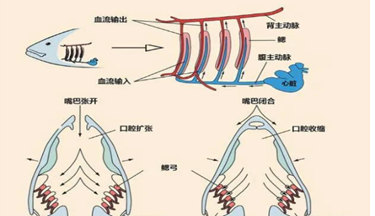 血流输出
背主动脉
鳃
腹主动脉
血流输入
心脏
嘴巴张开
嘴巴闭合
口腔扩张
口腔收缩
鳃弓